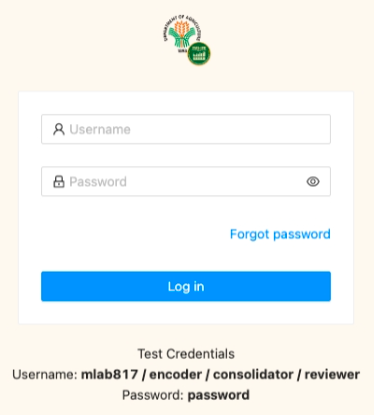 DEPARTMENT OF AGRICULTURE
Username
Password
Forgot password
Log in
Test Credentials
Username: mlab817 / encoder / consolidator / reviewer
Password: password